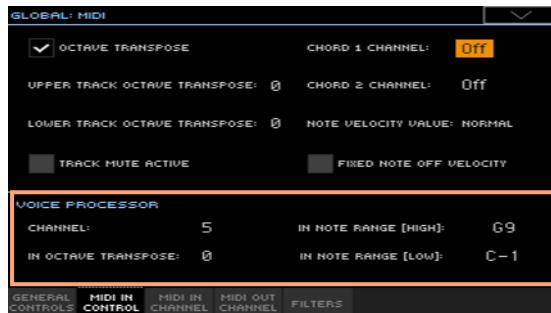 GLOBAL: MIDI
OCTAVE TRANSPOSE CHORD 1 CHANNEL: Off
UPPER TRACK OCTAVE TRANSPOSE: 0 CHORD 2 CHANNEL: Off
LOWER TRACK OCTAVE TRANSPOSE: 0 NOTE VELOCITY VALUE: NORMAL
TRACK MUTE ACTIVE FIXED NOTE OFF VELOCITY
VOICE PROCESSOR
CHANNEL: 5 IN NOTE RANGE [HIGH]: G9
IN OCTAVE TRANSPOSE: 0 IN NOTE RANGE [LOW]: C-1
GENERAL CONTROLS MIDI IN CONTROL MIDI IN CHANNEL MIDI OUT CHANNEL FILTERS